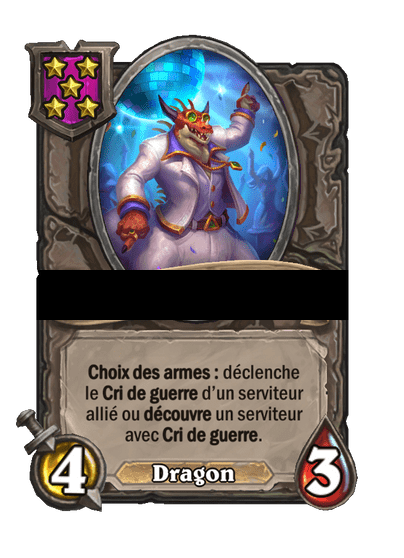 Choix des armes : déclenche
le Cri de guerre d'un serviteur
allié ou découvre un serviteur
avec Cri de guerre.
4
Dragon
3